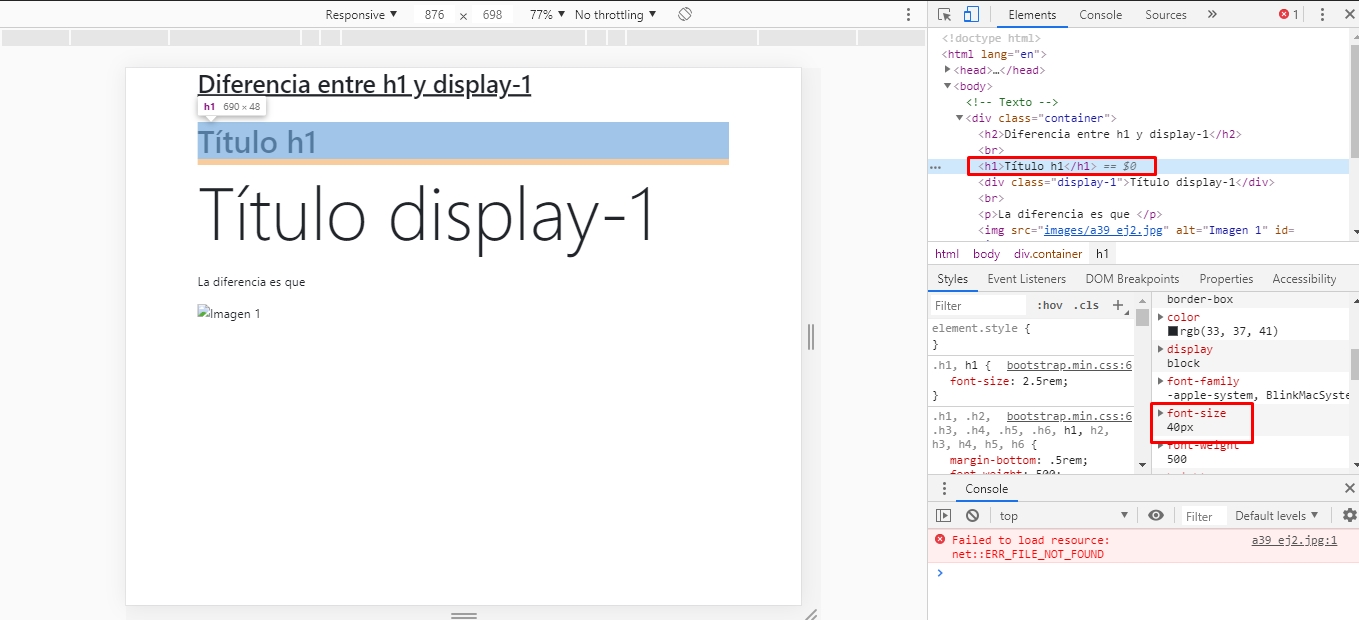 Responsive ▼ 876 x 698 77% ▼ No throttling ▼
Diferencia entre h1 y display-1
h1 690 × 48
Título h1
Título display-1
La diferencia es que
Imagen 1
Elements Console Sources » 1
<!doctype html>
<html lang="en">
<head>…</head>
<body>
<!-- Texto -->
<div class="container">
<h2>Diferencia entre h1 y display-1</h2>
<br>
<h1>Título h1</h1> == $0
<div class="display-1">Título display-1</div>
<br>
<p>La diferencia es que </p>
<img src="images/a39_ej2.jpg" alt="Imagen 1" id=
html body div.container h1
Styles Event Listeners DOM Breakpoints Properties Accessibility
Filter :hov .cls +
element.style {
}
.h1, h1 { bootstrap.min.css:6
font-size: 2.5rem;
}
.h1, .h2, bootstrap.min.css:6
.h3, .h4, .h5, .h6, h1, h2,
h3, h4, h5, h6 {
margin-bottom: .5rem;
font-weight: 500;
border-box
color
rgb(33, 37, 41)
display
block
font-family
-apple-system, BlinkMacSyste
font-size
40px
font-weight
500
Console
top ▼ Filter Default levels ▼
Failed to load resource: a39_ej2.jpg:1
net::ERR_FILE_NOT_FOUND